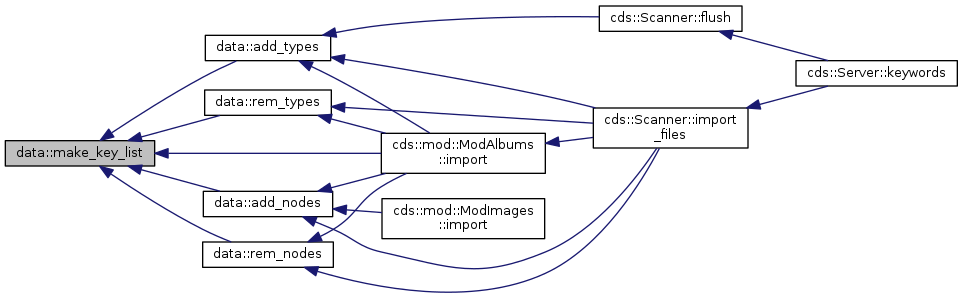 data::make_key_list
data::add_types
data::rem_types
data::add_nodes
data::rem_nodes
cds::mod::ModAlbums
::import
cds::mod::ModImages
::import
cds::Scanner::flush
cds::Scanner::import
_files
cds::Server::keywords